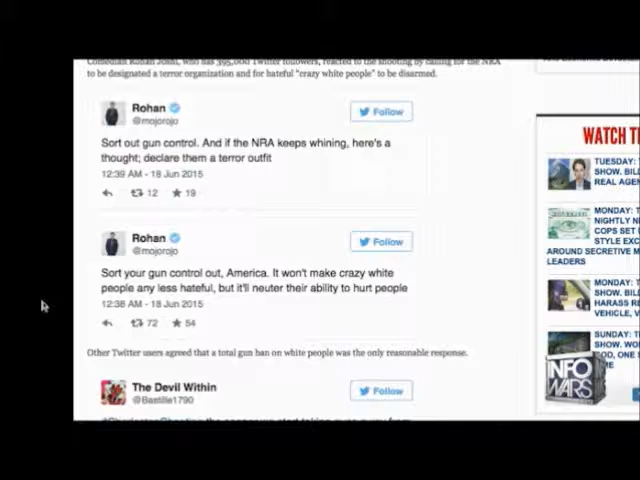 Comedian Rohan Joshi, who has 395,000 Twitter followers, reacted to the shooting by calling for the NRA
to be designated a terror organization and for hateful "crazy white people" to be disarmed.
Rohan
@mojorojo
Follow
Sort out gun control. And if the NRA keeps whining, here's a
thought; declare them a terror outfit
12:39 AM - 18 Jun 2015
12 19
Rohan
@mojorojo
Follow
Sort your gun control out, America. It won't make crazy white
people any less hateful, but it'll neuter their ability to hurt people
12:38 AM - 18 Jun 2015
72 54
Other Twitter users agreed that a total gun ban on white people was the only reasonable response.
The Devil Within
@Bastille1790
Follow
WATCH T
TUESDAY: T
SHOW. BIL
REAL AGEN
MONDAY: T
NIGHTLY N
COPS SET U
STYLE EXC
AROUND SECRETIVE M
LEADERS
MONDAY: T
SHOW. BIL
HARASS R
VEHICLE, V
SUNDAY: T
SHOW. WO
OD, ONE
ME
INFO
WARS